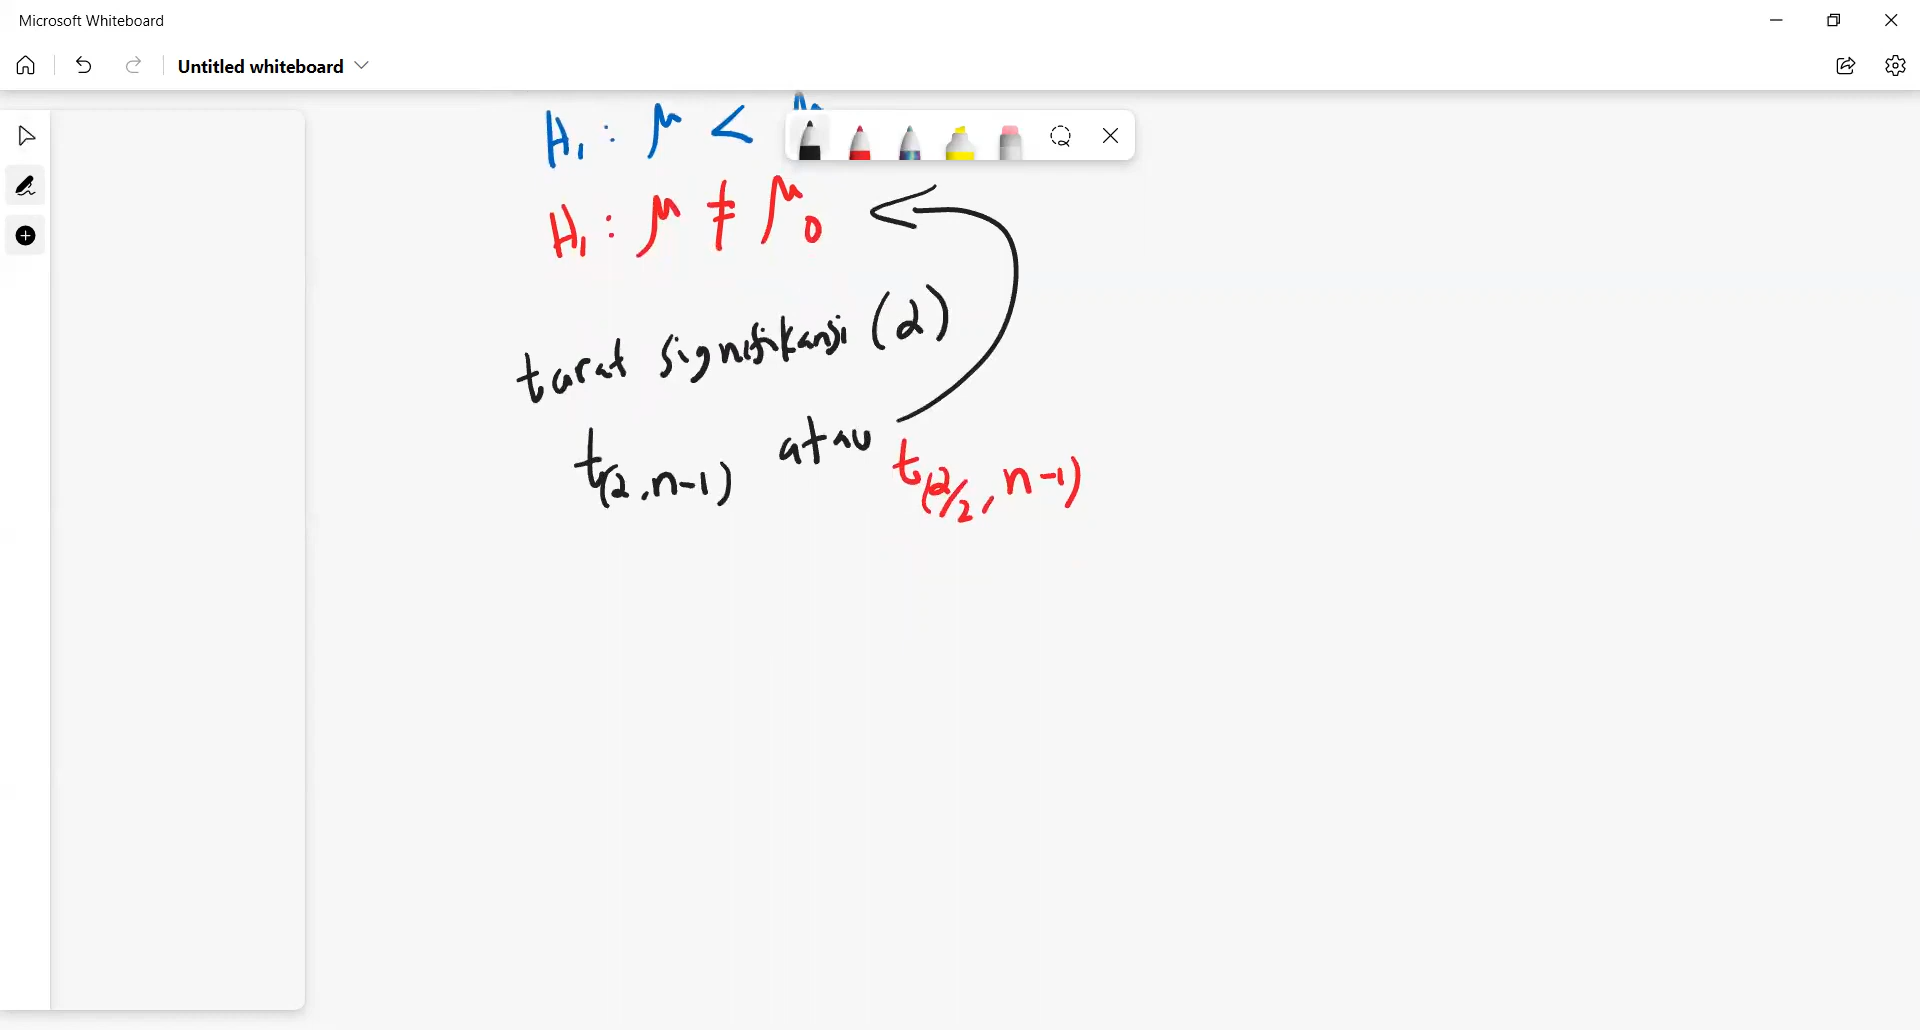 Microsoft Whiteboard
Untitled whiteboard
H₁ : μ <
H₁ : μ ≠ μ₀
taraf signifikansi (α)
t(α, n-1) atau t(α/2, n-1)